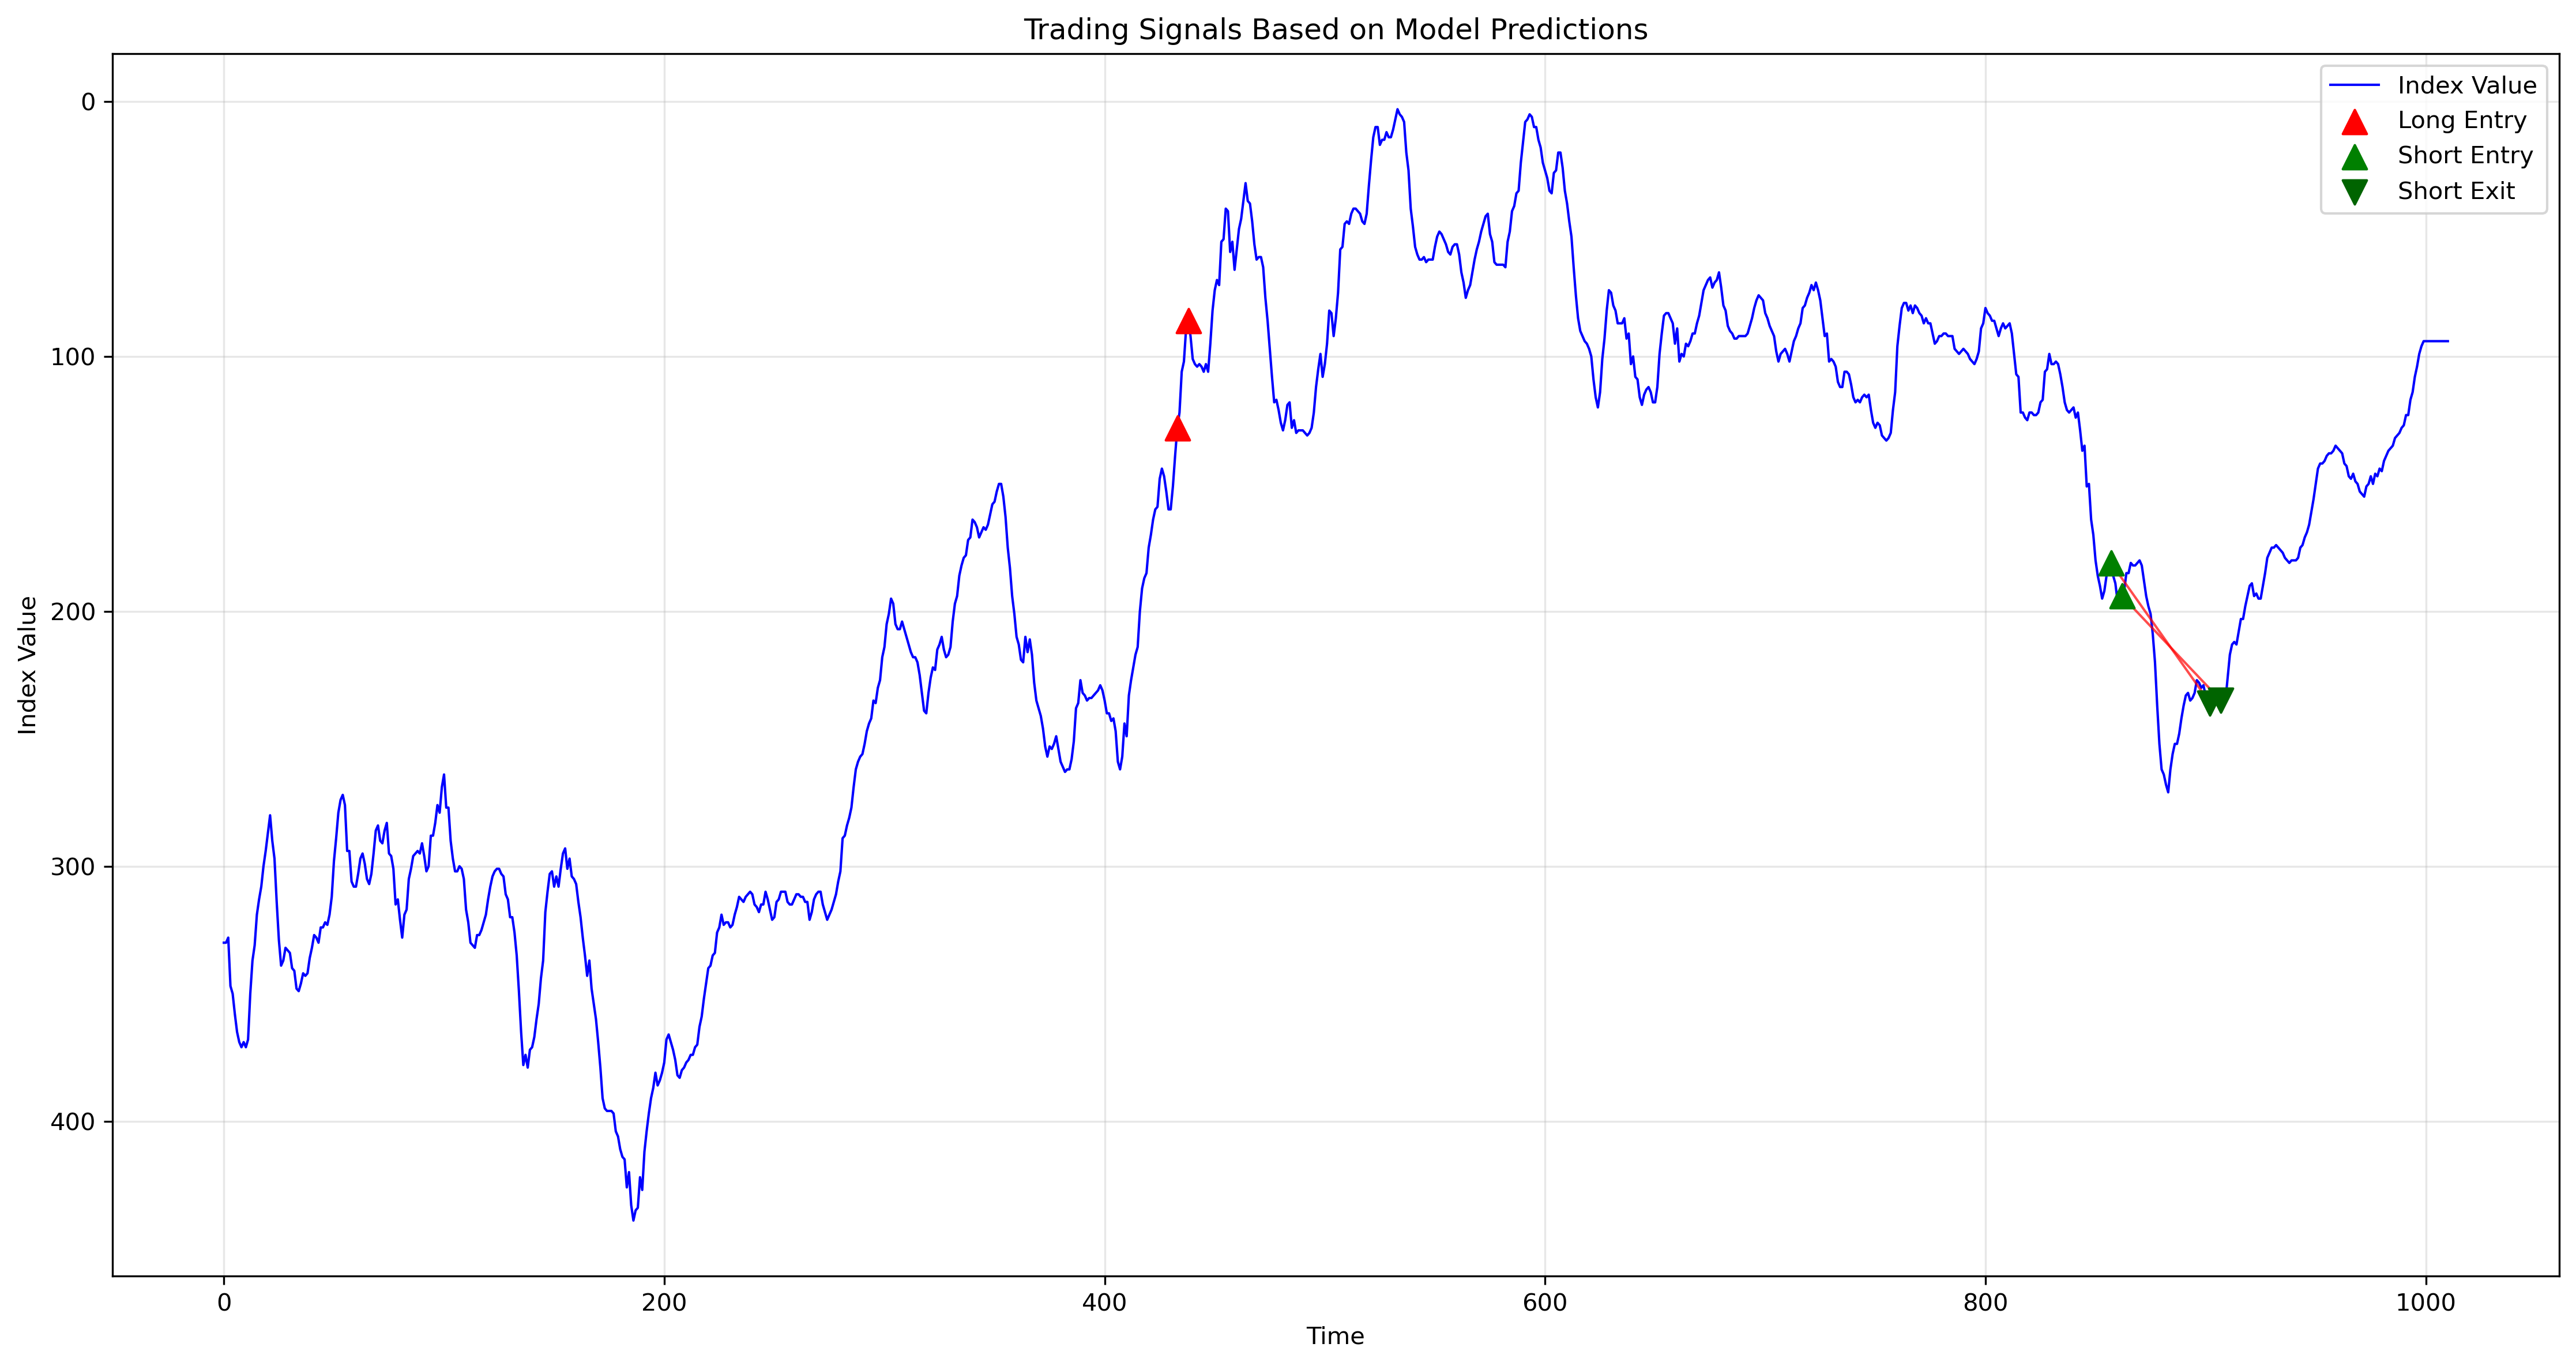 Trading Signals Based on Model Predictions
Index Value
Long Entry
Short Entry
Short Exit
0
100
200
300
400
Index Value
0
200
400
600
800
1000
Time